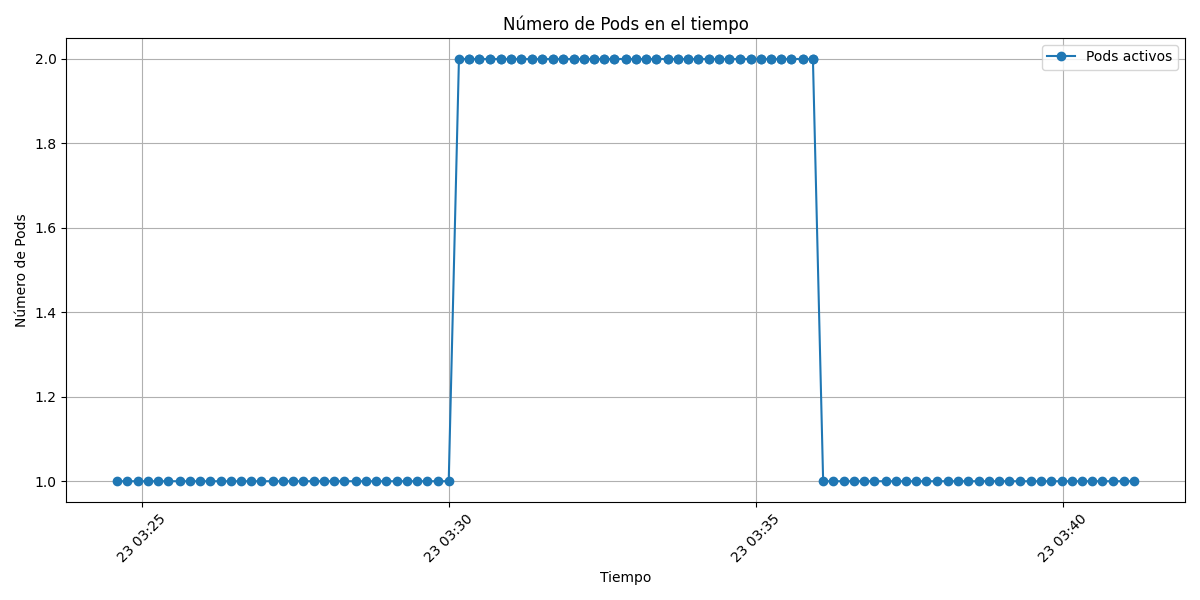 Número de Pods en el tiempo
Pods activos
Número de Pods
2.0
1.8
1.6
1.4
1.2
1.0
23 03:25
23 03:30
23 03:35
23 03:40
Tiempo